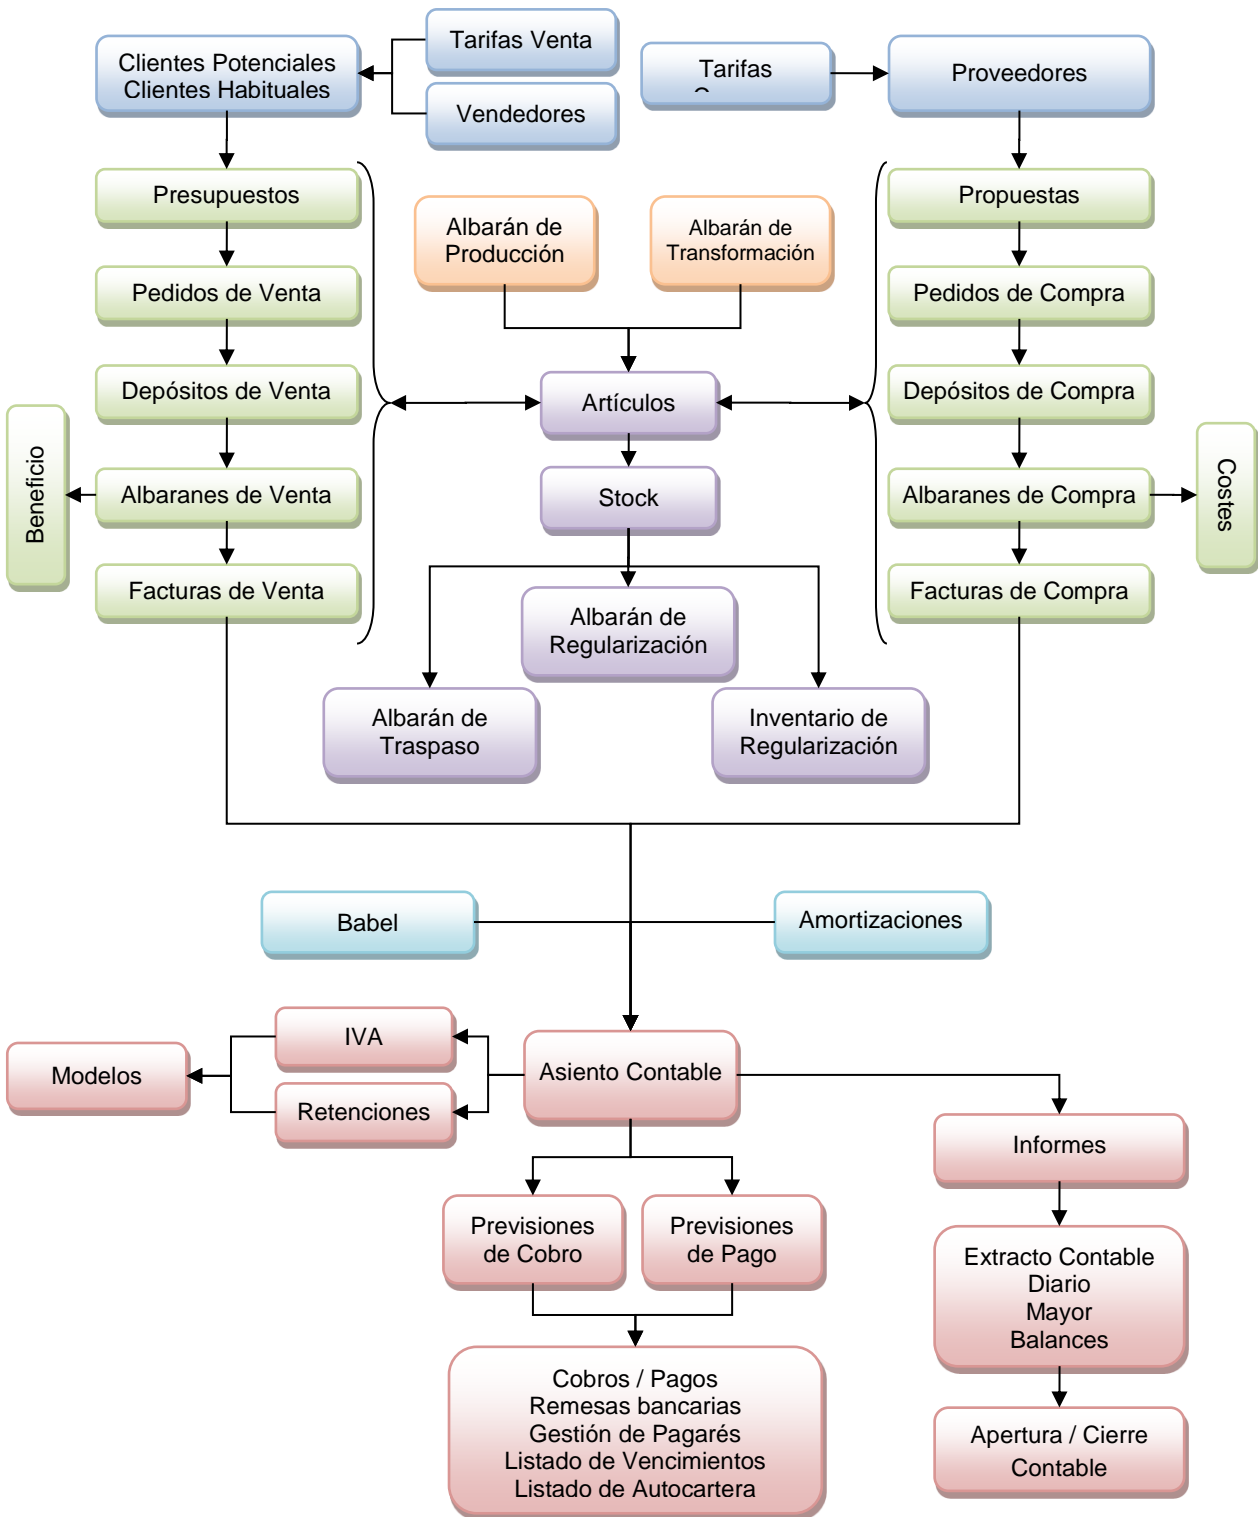 Clientes Potenciales
Clientes Habituales
Tarifas Venta
Vendedores
Tarifas
Proveedores
Presupuestos
Pedidos de Venta
Depósitos de Venta
Albaranes de Venta
Facturas de Venta
Beneficio
Albarán de
Producción
Albarán de
Transformación
Artículos
Stock
Albarán de
Regularización
Albarán de
Traspaso
Inventario de
Regularización
Propuestas
Pedidos de Compra
Depósitos de Compra
Albaranes de Compra
Facturas de Compra
Costes
Babel
Amortizaciones
Asiento Contable
IVA
Retenciones
Modelos
Previsiones
de Cobro
Previsiones
de Pago
Cobros / Pagos
Remesas bancarias
Gestión de Pagarés
Listado de Vencimientos
Listado de Autocartera
Informes
Extracto Contable
Diario
Mayor
Balances
Apertura / Cierre
Contable